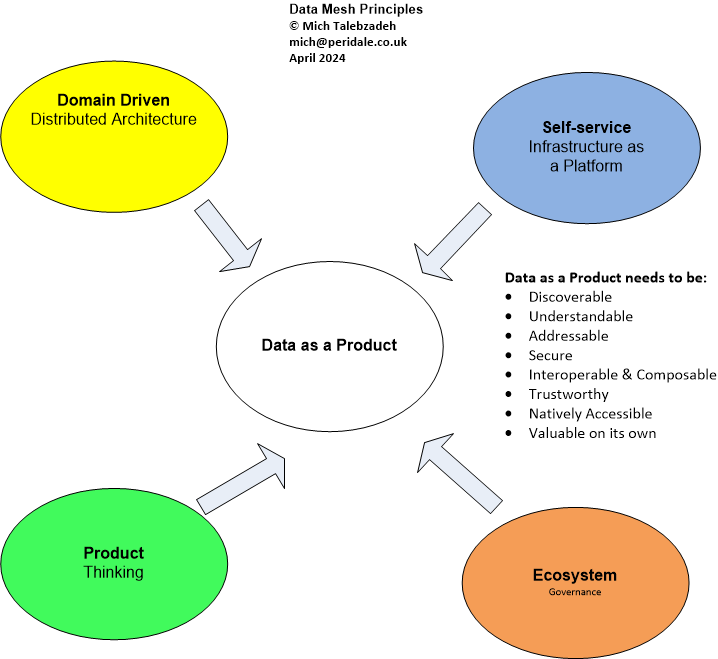 Data Mesh Principles
© Mich Talebzadeh
mich@peridale.co.uk
April 2024
Domain Driven
Distributed Architecture
Self-service
Infrastructure as
a Platform
Data as a Product
Data as a Product needs to be:
• Discoverable
• Understandable
• Addressable
• Secure
• Interoperable & Composable
• Trustworthy
• Natively Accessible
• Valuable on its own
Product
Thinking
Ecosystem
Governance